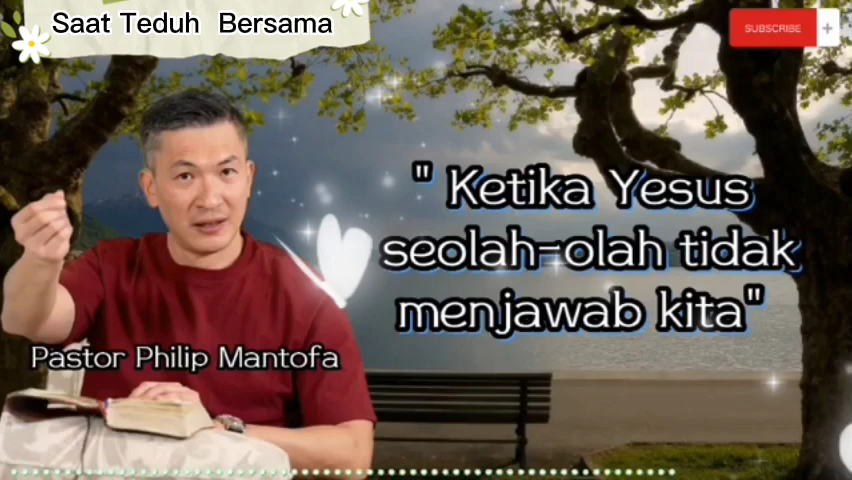 Saat Teduh Bersama
SUBSCRIBE
" Ketika Yesus
seolah-olah tidak
menjawab kita"
Pastor Philip Mantofa